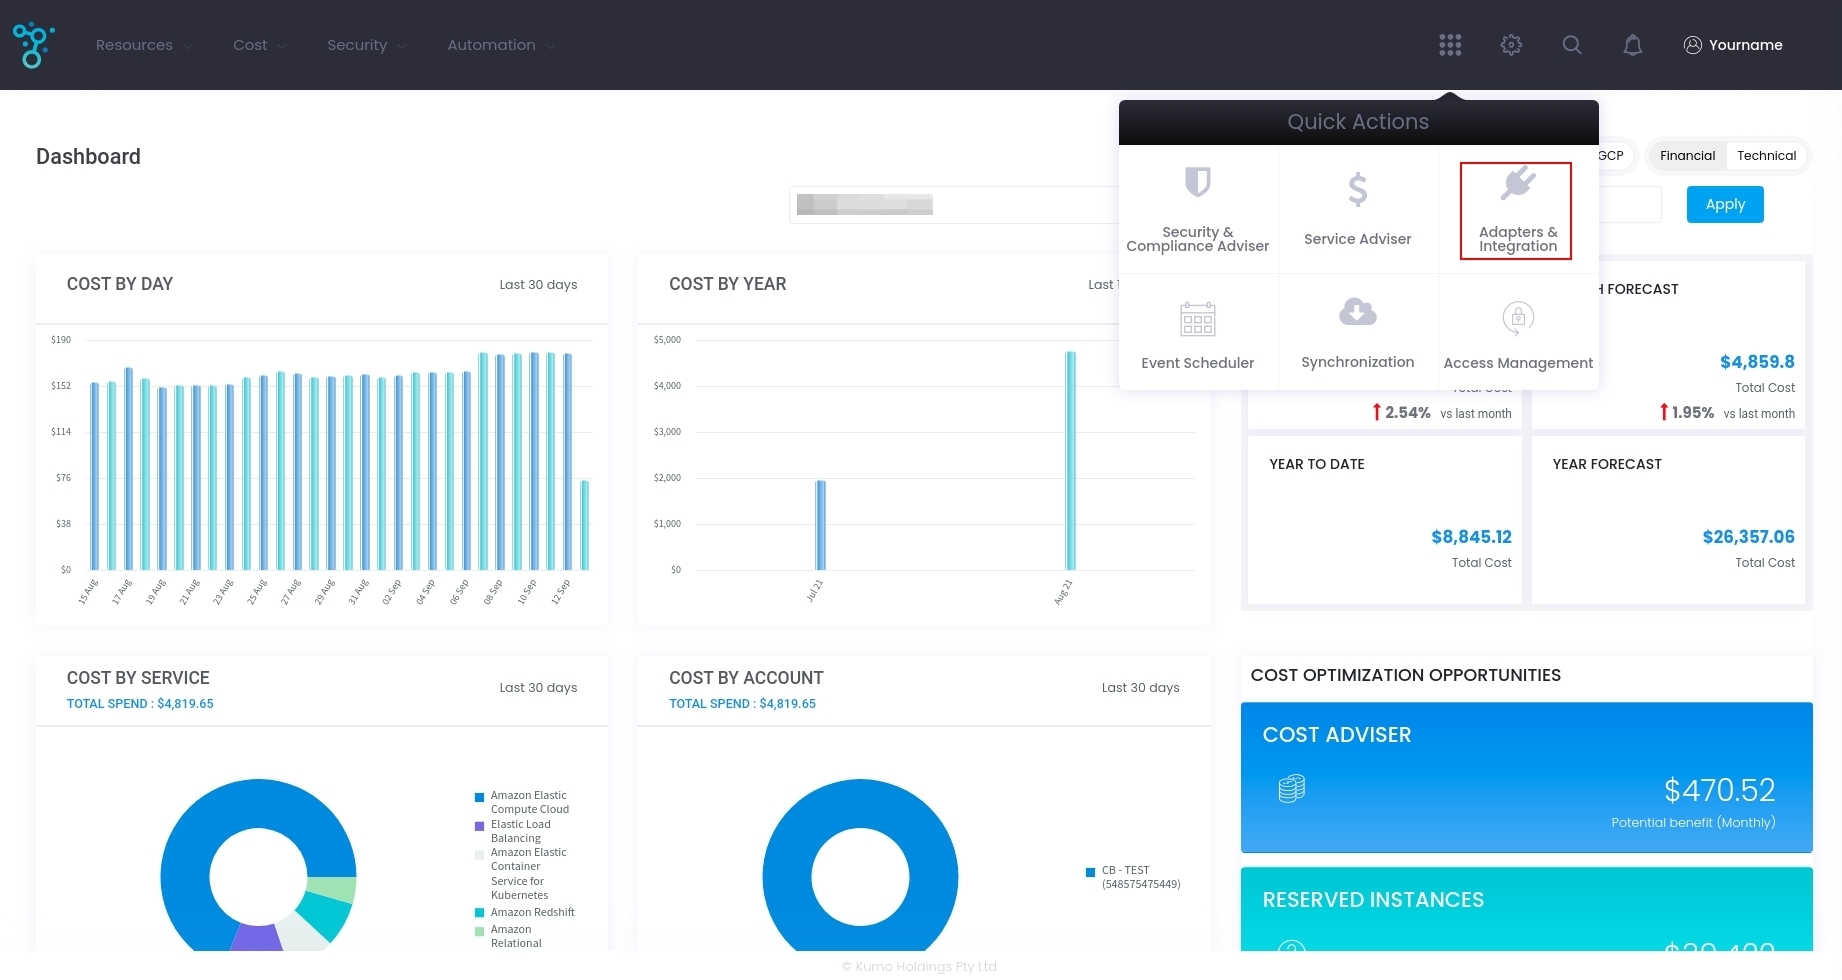 Resources
Cost
Security
Automation
Yourname
Quick Actions
Dashboard
GCP
Financial
Technical
Apply
Security &
Compliance Adviser
Service Adviser
Adapters &
Integration
Event Scheduler
Synchronization
Access Management
COST BY DAY
Last 30 days
$190
$152
$114
$76
$38
$0
15 Aug
17 Aug
19 Aug
21 Aug
23 Aug
25 Aug
27 Aug
29 Aug
31 Aug
02 Sep
04 Sep
06 Sep
08 Sep
10 Sep
12 Sep
COST BY YEAR
Last
$5,000
$4,000
$3,000
$2,000
$1,000
$0
Jul 21
Aug 21
FORECAST
Total Cost
2.54% vs last month
$4,859.8
Total Cost
1.95% vs last month
YEAR TO DATE
$8,845.12
Total Cost
YEAR FORECAST
$26,357.06
Total Cost
COST BY SERVICE
TOTAL SPEND : $4,819.65
Last 30 days
Amazon Elastic
Compute Cloud
Elastic Load
Balancing
Amazon Elastic
Container
Service for
Kubernetes
Amazon Redshift
Amazon
Relational
COST BY ACCOUNT
TOTAL SPEND : $4,819.65
Last 30 days
CB - TEST
(548575475449)
COST OPTIMIZATION OPPORTUNITIES
COST ADVISER
$470.52
Potential benefit (Monthly)
RESERVED INSTANCES
© Kumo Holdings Pty Ltd